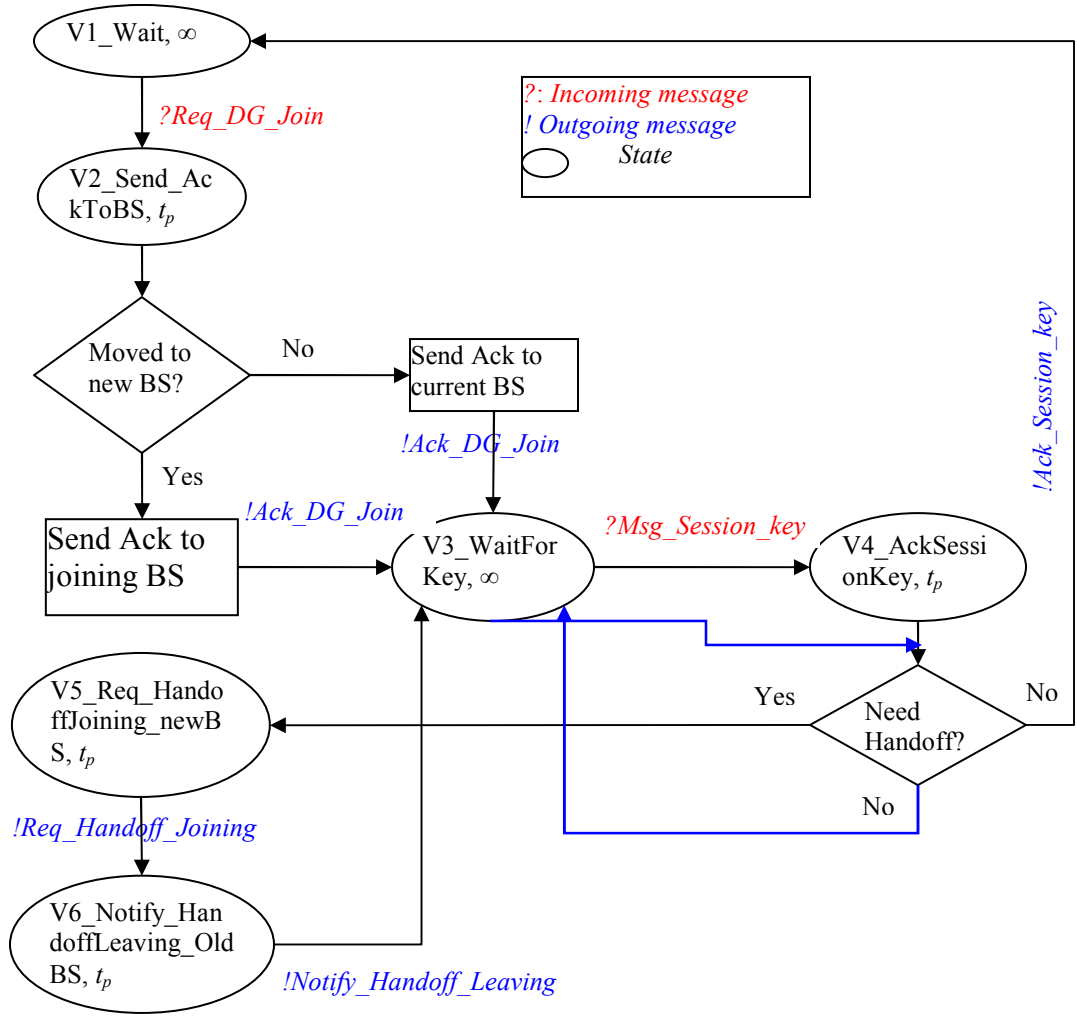 V1_Wait, ∞
?Req_DG_Join
?: Incoming message
! Outgoing message
State
V2_Send_Ac
kToBS, tp
Moved to
new BS?
No
Send Ack to
current BS
!Ack_DG_Join
Yes
!Ack_DG_Join
Send Ack to
joining BS
V3_WaitFor
Key, ∞
?Msg_Session_key
V4_AckSessi
onKey, tp
!Ack_Session_key
Need
Handoff?
Yes
No
No
V5_Req_Hando
ffJoining_newB
S, tp
!Req_Handoff_Joining
V6_Notify_Han
doffLeaving_Old
BS, tp
!Notify_Handoff_Leaving